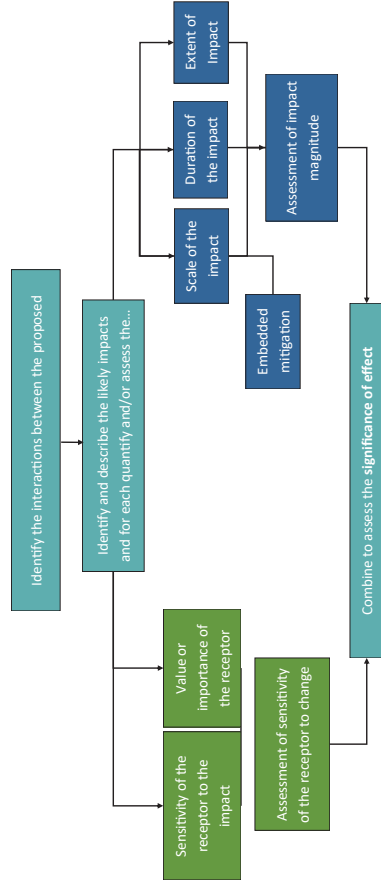 Identify the interactions between the proposed
Identify and describe the likely impacts
and for each quantify and/or assess the...
Sensitivity of the
receptor to the
impact
Value or
importance of
the receptor
Scale of the
impact
Duration of
the impact
Extent of
Impact
Embedded
mitigation
Assessment of sensitivity
of the receptor to change
Assessment of impact
magnitude
Combine to assess the significance of effect